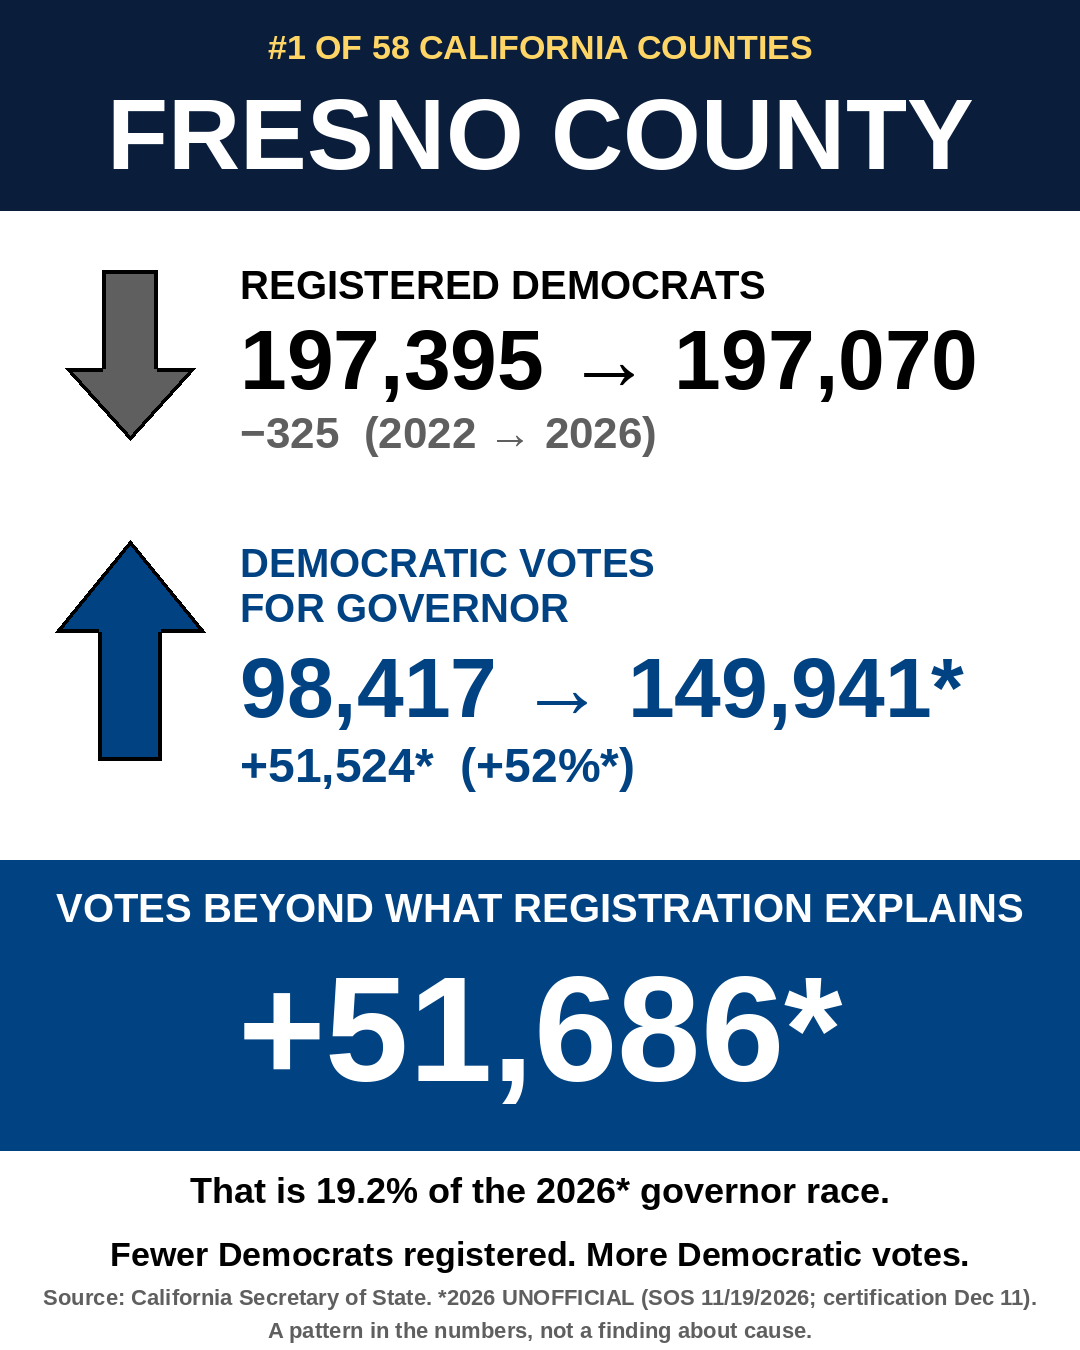 #1 OF 58 CALIFORNIA COUNTIES
FRESNO COUNTY
REGISTERED DEMOCRATS
197,395 → 197,070
−325 (2022 → 2026)
DEMOCRATIC VOTES
FOR GOVERNOR
98,417 → 149,941*
+51,524* (+52%*)
VOTES BEYOND WHAT REGISTRATION EXPLAINS
+51,686*
That is 19.2% of the 2026* governor race.
Fewer Democrats registered. More Democratic votes.
Source: California Secretary of State. *2026 UNOFFICIAL (SOS 11/19/2026; certification Dec 11).
A pattern in the numbers, not a finding about cause.